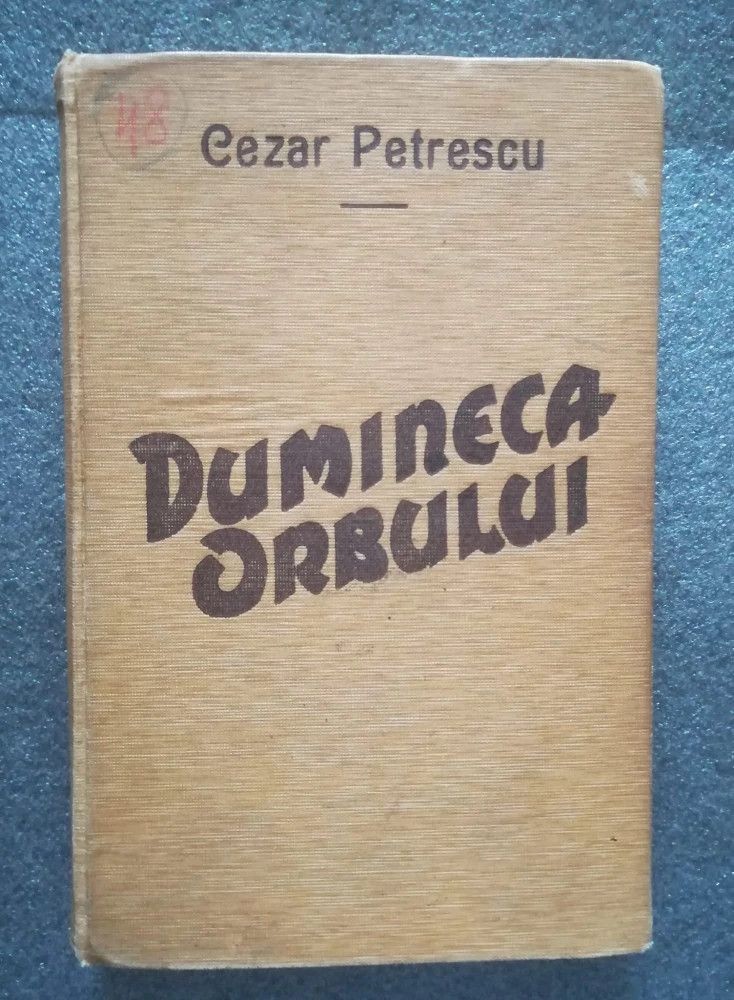 48
Cezar Petrescu
DUMINECA
ORBULUI